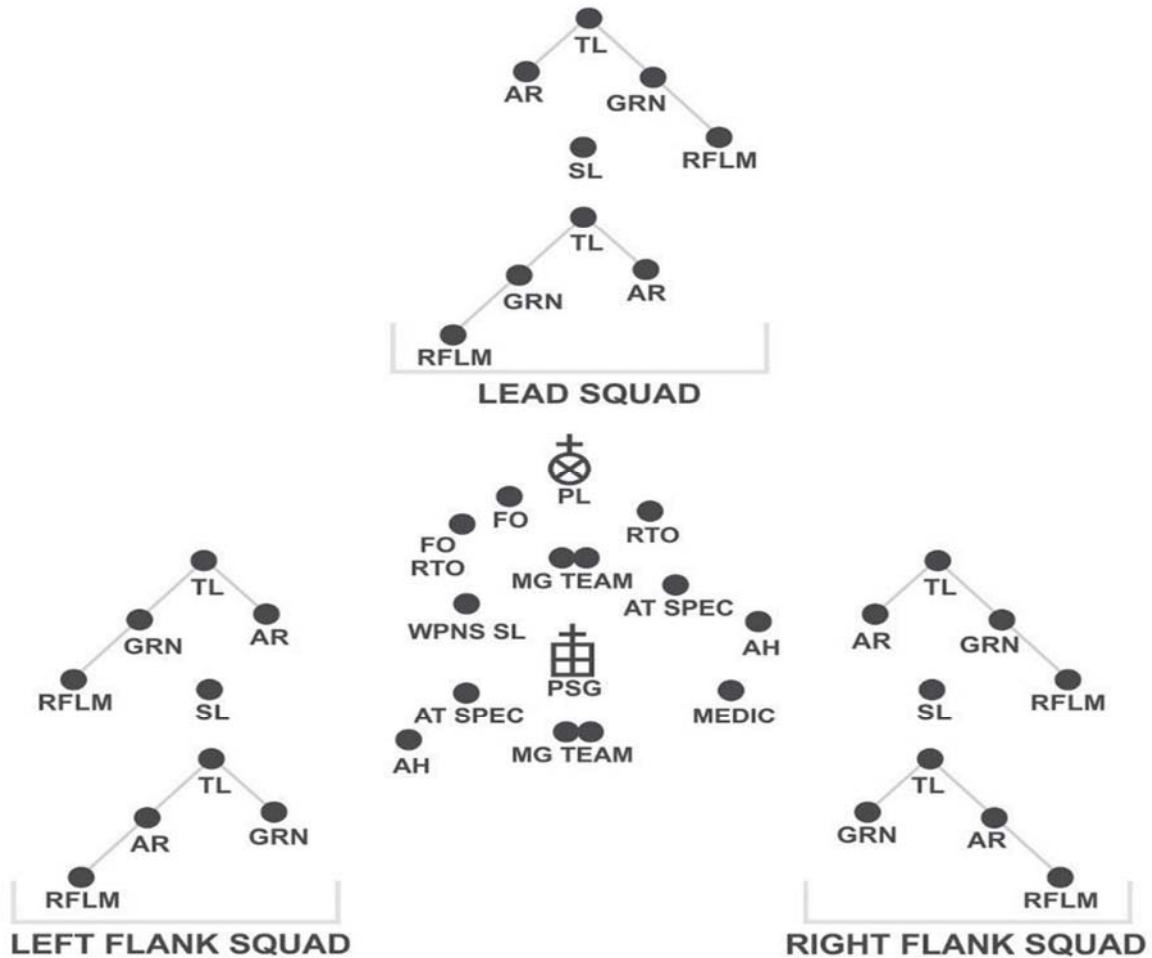 TL
AR
GRN
RFLM
SL
TL
GRN
AR
RFLM
LEAD SQUAD
PL
FO
RTO
FO
RTO
MG TEAM
AT SPEC
WPNS SL
AH
PSG
AT SPEC
MEDIC
MG TEAM
AH
TL
GRN
AR
RFLM
SL
TL
AR
GRN
RFLM
LEFT FLANK SQUAD
TL
AR
GRN
RFLM
SL
TL
GRN
AR
RFLM
RIGHT FLANK SQUAD